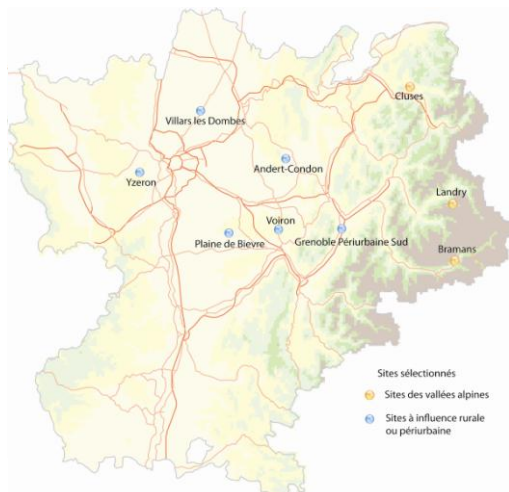 Cluses
Villars les Dombes
Andert-Condon
Yzeron
Landry
Voiron
Plaine de Bievre
Grenoble Périurbaine Sud
Bramans
Sites sélectionnés
Sites des vallées alpines
Sites à influence rurale
ou périurbaine